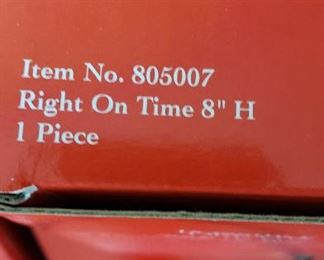 Item No. 805007
Right On Time 8" H
1 Piece